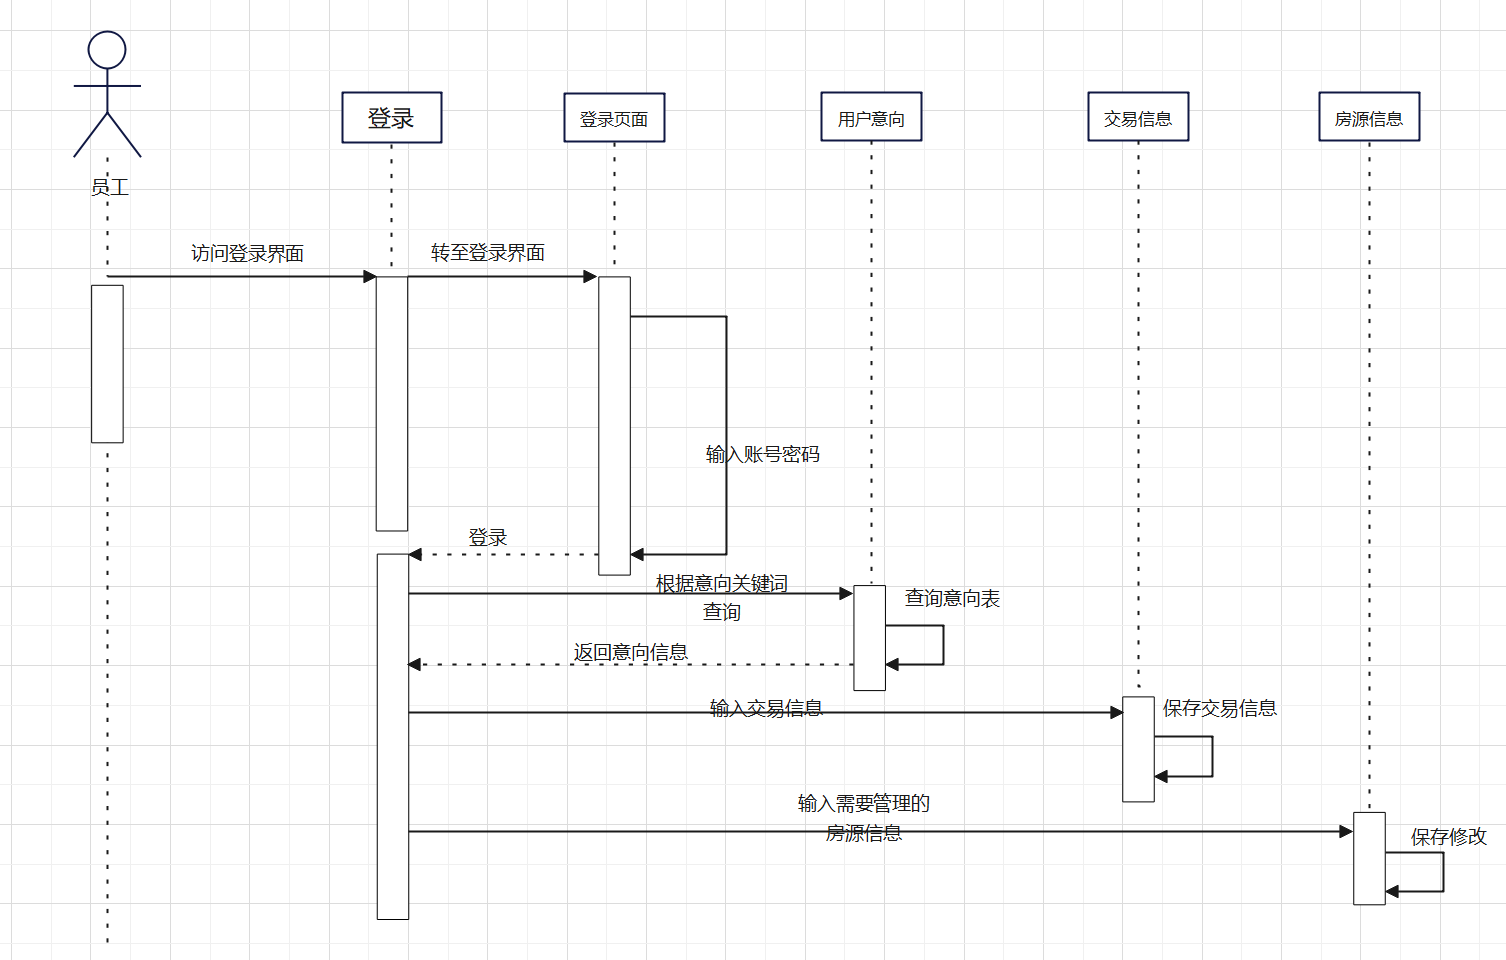 登录
登录页面
用户意向
交易信息
房源信息
员工
访问登录界面
转至登录界面
输入账号密码
登录
根据意向关键词
查询
查询意向表
返回意向信息
输入交易信息
保存交易信息
输入需要管理的
房源信息
保存修改